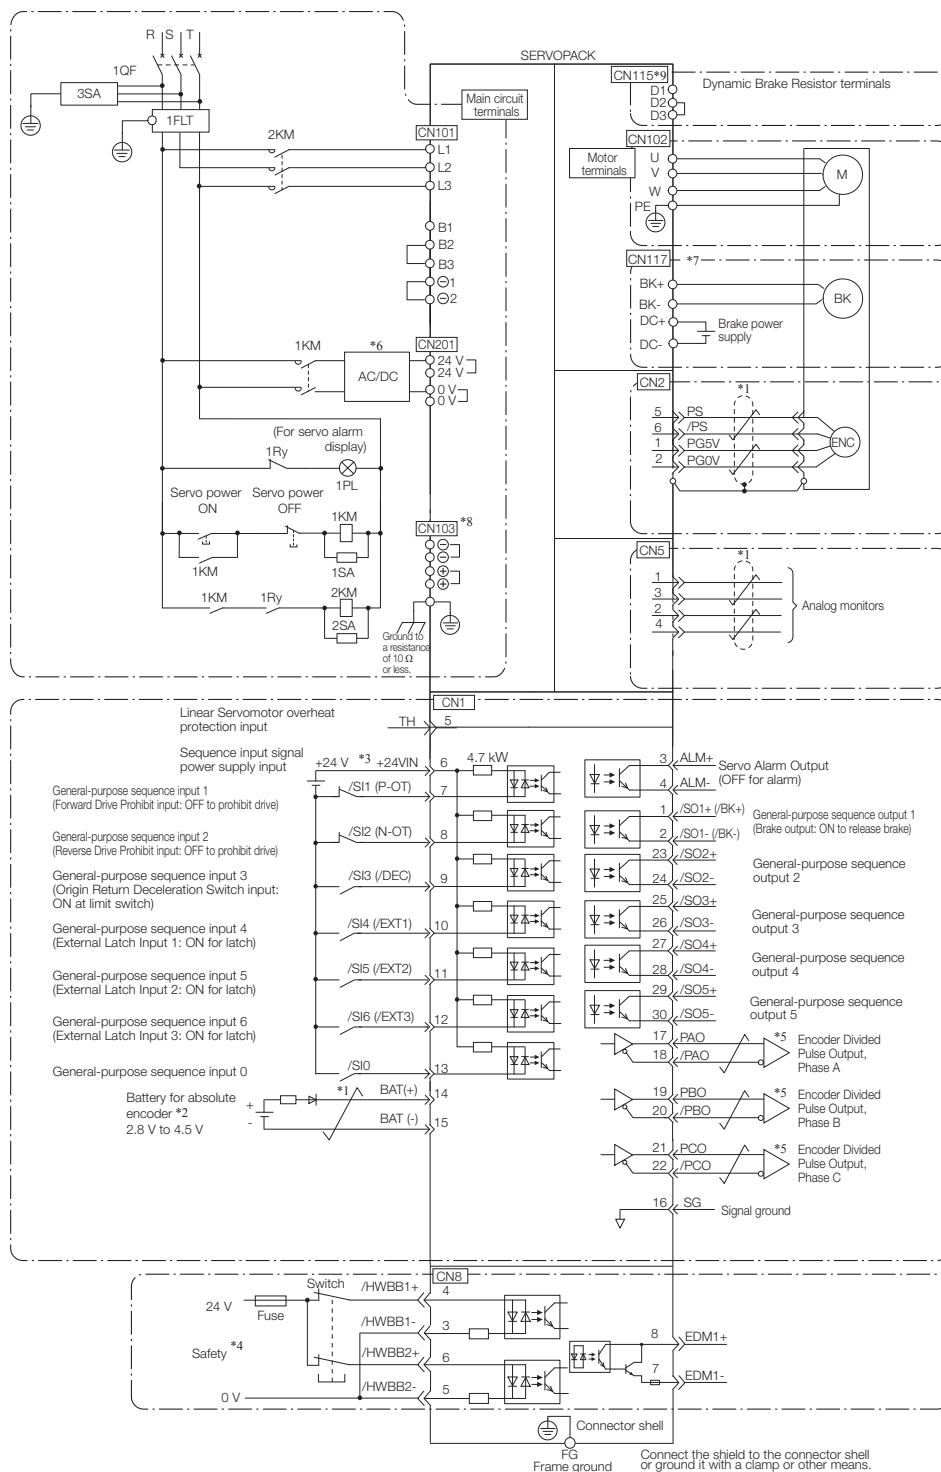 R S T
1QF
3SA
1FLT
2KM
SERVOPACK
Main circuit
terminals
CN101
L1
L2
L3
B1
B2
B3
⊖1
⊖2
1KM
*6
AC/DC
CN201
24 V
24 V
0 V
0 V
(For servo alarm
display)
1Ry
1PL
Servo power
ON
Servo power
OFF
1KM
1KM
1SA
1KM
1Ry
2KM
2SA
CN103
*8
⊖
⊖
⊕
⊕
Ground to
a resistance
of 10 Ω
or less.
CN115*9
Dynamic Brake Resistor terminals
D1
D2
D3
CN102
Motor
terminals
U
V
W
PE
M
CN117
*7
BK+
BK-
BK
DC+
DC-
Brake power
supply
CN2
*1
5 PS
6 /PS
1 PG5V
2 PG0V
ENC
CN5
*1
1
3
2
4
Analog monitors
CN1
Linear Servomotor overheat
protection input
TH 5
Sequence input signal
power supply input
+24 V *3 +24VIN 6
4.7 kW
General-purpose sequence input 1
(Forward Drive Prohibit input: OFF to prohibit drive)
/SI1 (P-OT) 7
General-purpose sequence input 2
(Reverse Drive Prohibit input: OFF to prohibit drive)
/SI2 (N-OT) 8
General-purpose sequence input 3
(Origin Return Deceleration Switch input:
ON at limit switch)
/SI3 (/DEC) 9
General-purpose sequence input 4
(External Latch Input 1: ON for latch)
/SI4 (/EXT1) 10
General-purpose sequence input 5
(External Latch Input 2: ON for latch)
/SI5 (/EXT2) 11
General-purpose sequence input 6
(External Latch Input 3: ON for latch)
/SI6 (/EXT3) 12
General-purpose sequence input 0
/SI0 13
Battery for absolute
encoder *2
2.8 V to 4.5 V
+
-
*1
BAT(+) 14
BAT (-) 15
3 ALM+
4 ALM-
Servo Alarm Output
(OFF for alarm)
1 /SO1+ (/BK+)
2 /SO1- (/BK-)
General-purpose sequence output 1
(Brake output: ON to release brake)
23 /SO2+
24 /SO2-
General-purpose sequence
output 2
25 /SO3+
26 /SO3-
General-purpose sequence
output 3
27 /SO4+
28 /SO4-
General-purpose sequence
output 4
29 /SO5+
30 /SO5-
General-purpose sequence
output 5
17 PAO
18 /PAO
*5
Encoder Divided
Pulse Output,
Phase A
19 PBO
20 /PBO
*5
Encoder Divided
Pulse Output,
Phase B
21 PCO
22 /PCO
*5
Encoder Divided
Pulse Output,
Phase C
16 SG
Signal ground
CN8
Switch
24 V
Fuse
/HWBB1+ 4
/HWBB1- 3
Safety *4
/HWBB2+ 6
/HWBB2- 5
0 V
8 EDM1+
7 EDM1-
Connector shell
FG
Frame ground
Connect the shield to the connector shell
or ground it with a clamp or other means.